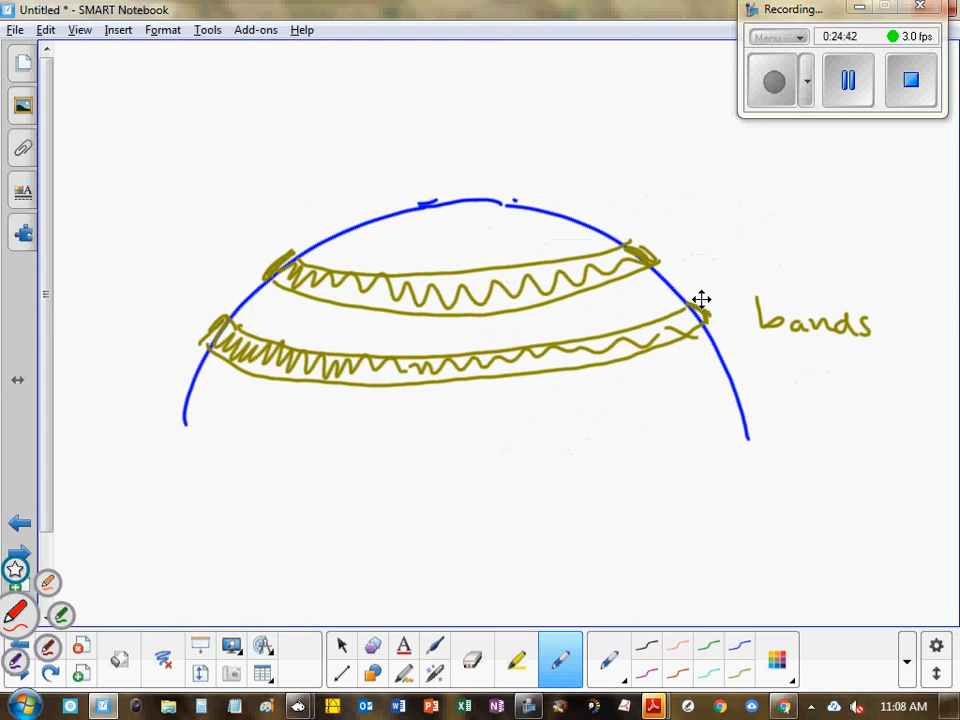 Untitled * - SMART Notebook
Recording...
File Edit View Insert Format Tools Add-ons Help
Menu
0:24:42
3.0 fps
bands
11:08 AM